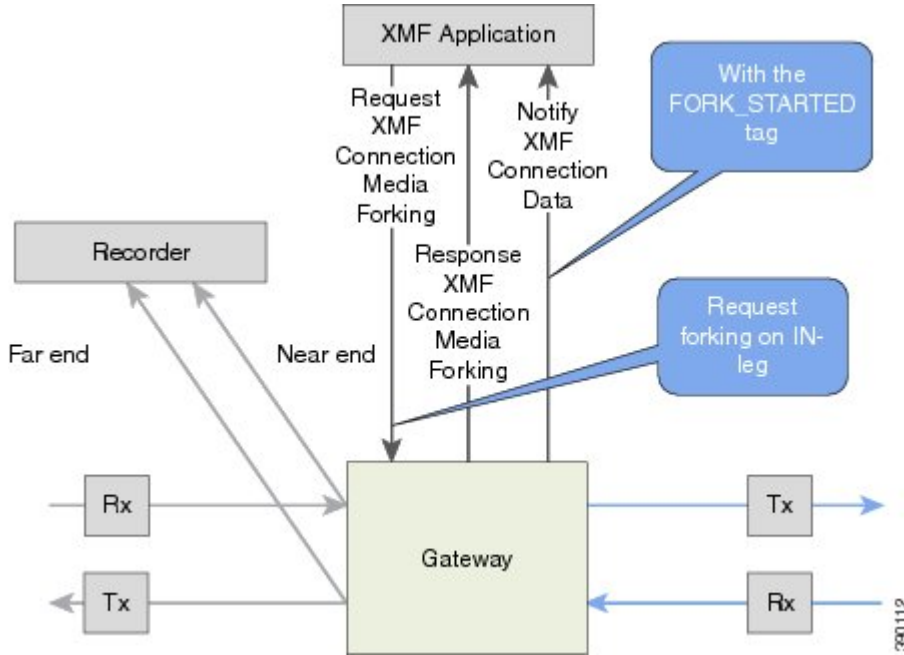 XMF Application
Request
XMF
Connection
Media
Forking
Notify
XMF
Connection
Data
With the
FORK_STARTED
tag
Recorder
Response
XMF
Connection
Media
Forking
Request
forking on IN-
leg
Far end
Near end
Rx
Tx
Gateway
Tx
Rx
390112